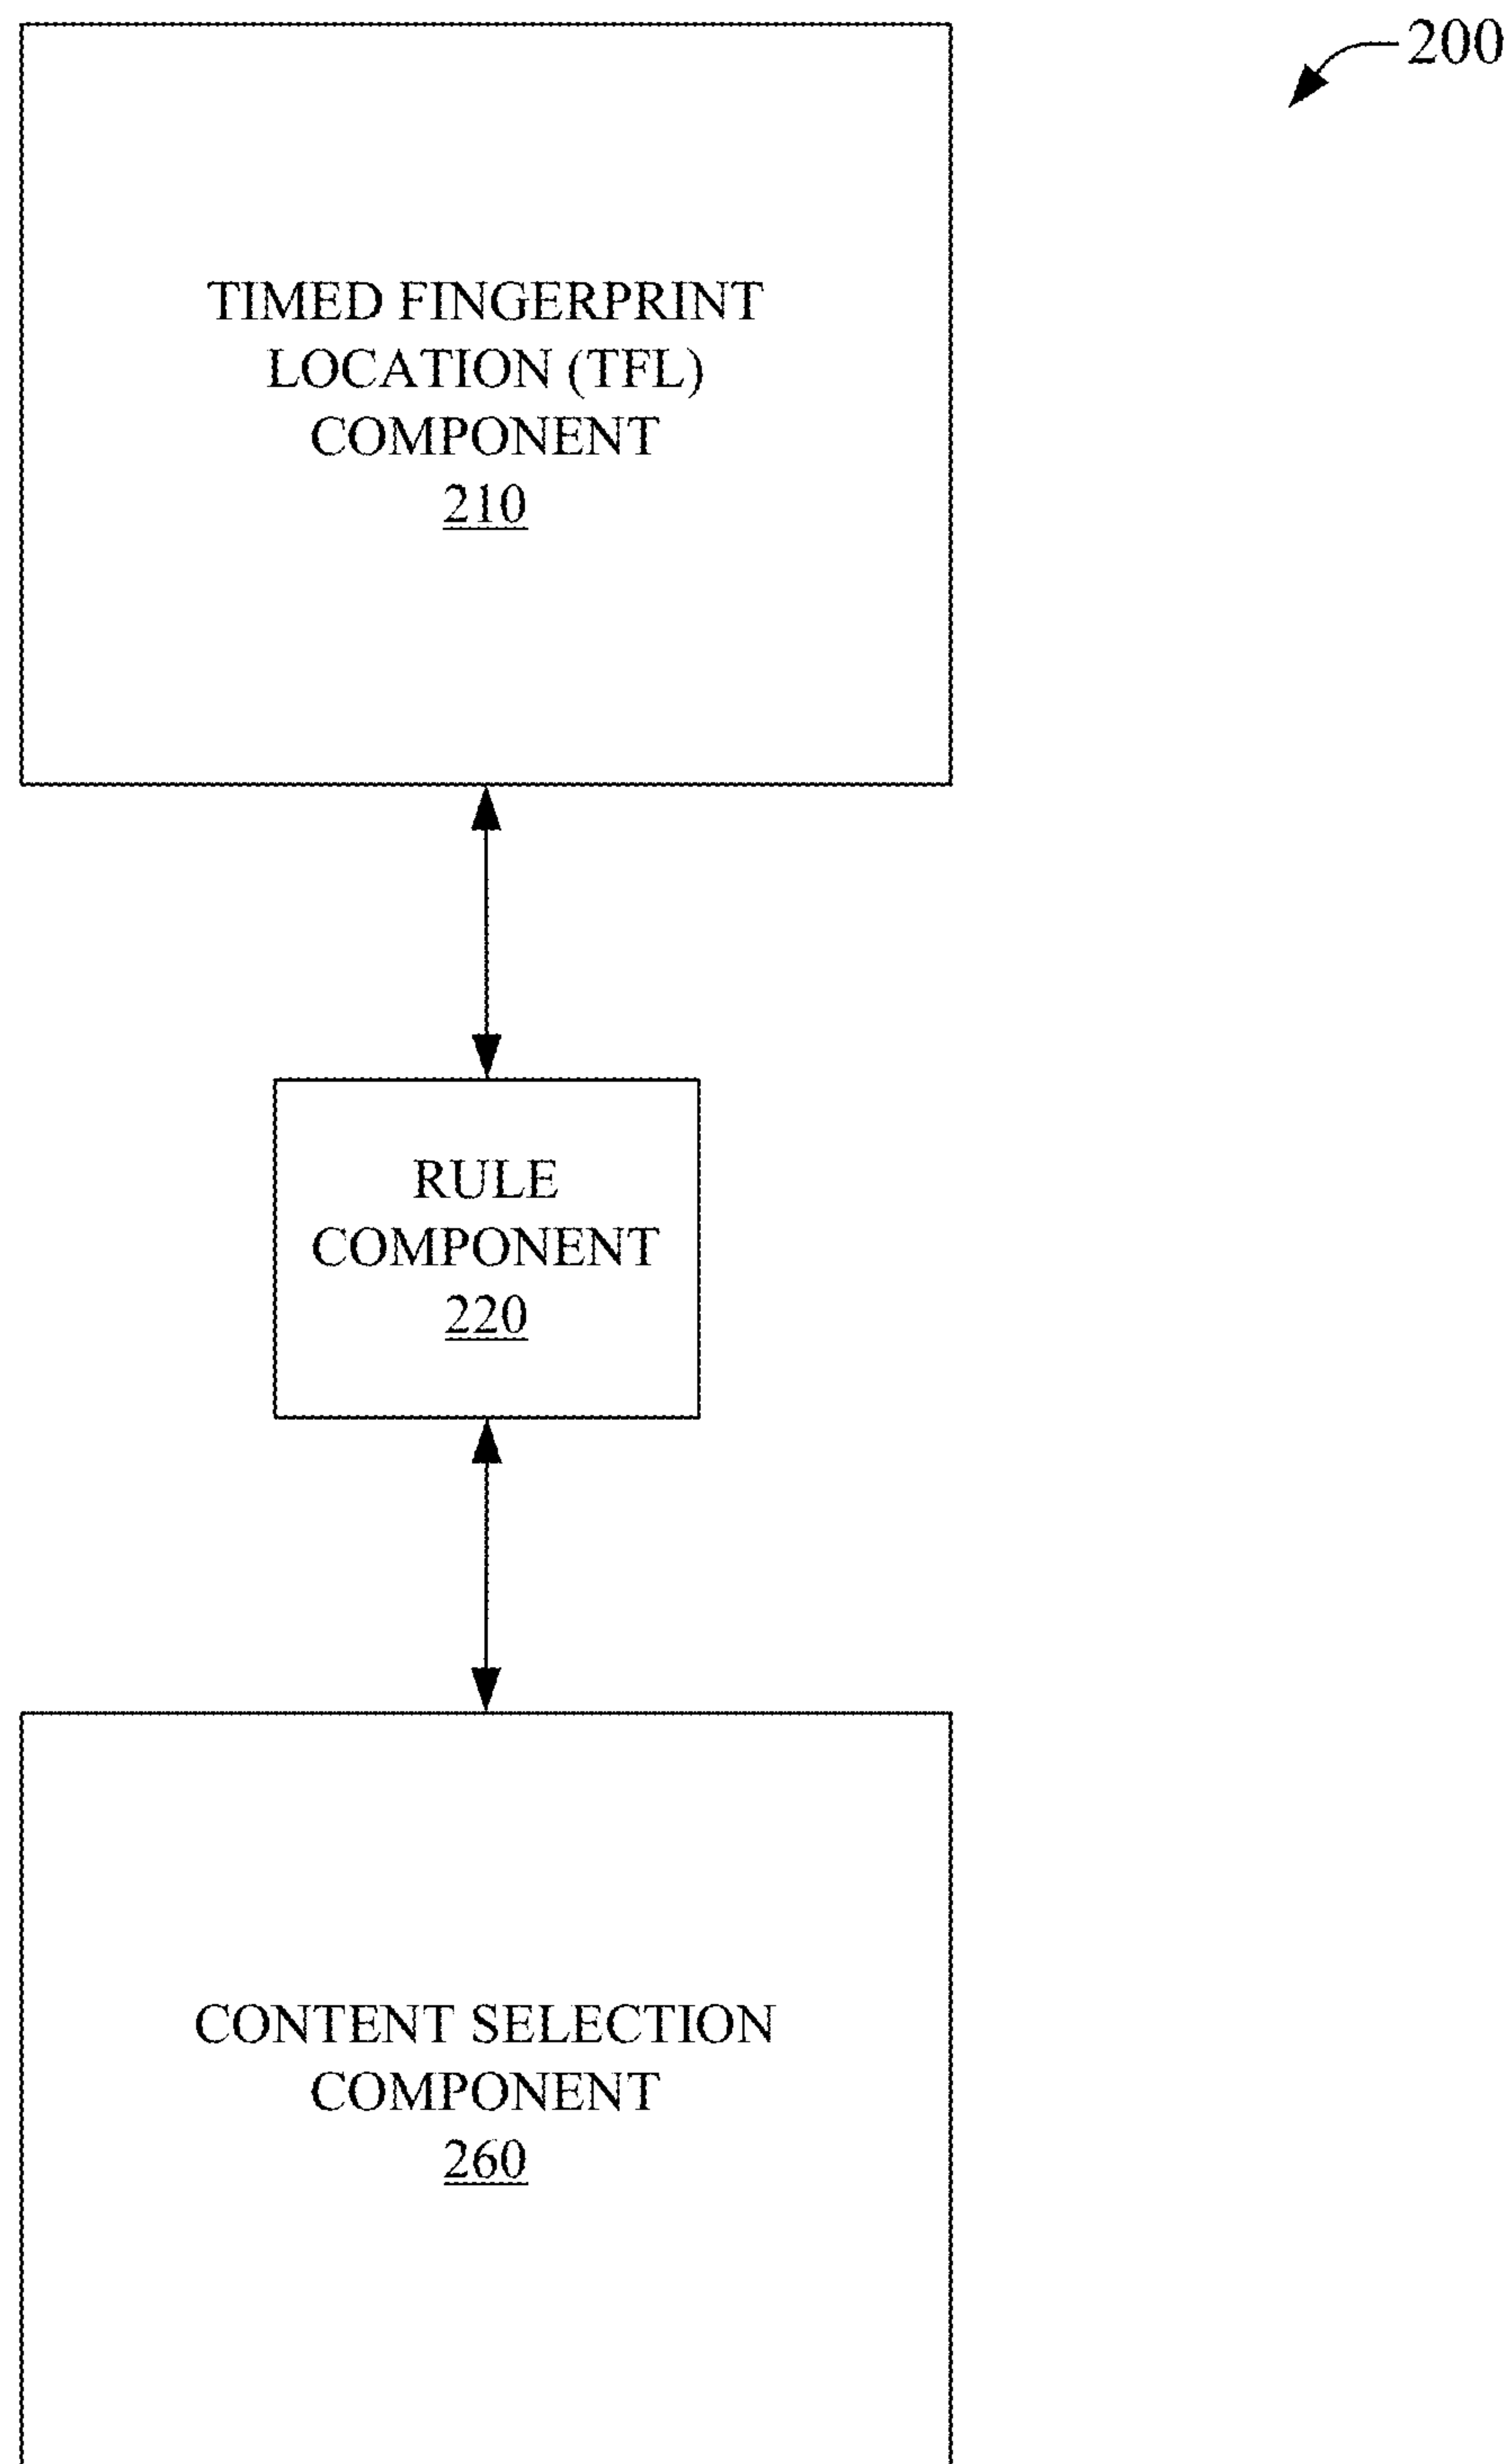 200
TIMED FINGERPRINT
LOCATION (TFL)
COMPONENT
210
RULE
COMPONENT
220
CONTENT SELECTION
COMPONENT
260